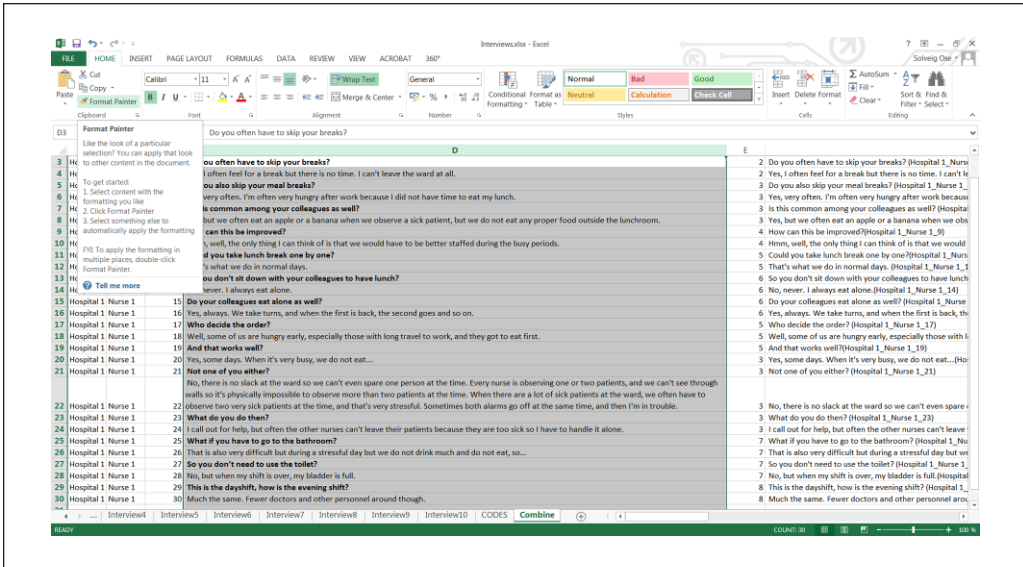 Interviews.xlsx - Excel
FILE HOME INSERT PAGE LAYOUT FORMULAS DATA REVIEW VIEW ACROBAT 360° Solveig Ose
Paste Cut Copy Format Painter Clipboard
Calibri 11 B I U Font
Wrap Text Merge & Center Alignment
General % Number
Conditional Formatting Format as Table Normal Bad Good Neutral Calculation Check Cell Styles
Insert Delete Format Cells
AutoSum Fill Clear Sort & Filter Find & Select Editing
D3 Do you often have to skip your breaks?
Format Painter
Like the look of a particular
selection? You can apply that look
to other content in the document.
To get started:
1. Select content with the
formatting you like
2. Click Format Painter
3. Select something else to
automatically apply the formatting
FYI: To apply the formatting in
multiple places, double-click
Format Painter.
Tell me more
D E
3 Ho ou often have to skip your breaks? 2 Do you often have to skip your breaks? (Hospital 1_Nurs
4 Ho I often feel for a break but there is no time. I can't leave the ward at all. 2 Yes, I often feel for a break but there is no time. I can't le
5 Ho u also skip your meal breaks? 3 Do you also skip your meal breaks? (Hospital 1_Nurse 1_
6 Ho very often. I'm often very hungry after work because I did not have time to eat my lunch. 3 Yes, very often. I'm often very hungry after work because
7 Ho s common among your colleagues as well? 3 Is this common among your colleagues as well? (Hospita
8 Ho but we often eat an apple or a banana when we observe a sick patient, but we do not eat any proper food outside the lunchroom. 3 Yes, but we often eat an apple or a banana when we obs
9 Ho can this be improved? 4 How can this be improved?(Hospital 1_Nurse 1_9)
10 Ho m, well, the only thing I can think of is that we would have to be better staffed during the busy periods. 4 Hmm, well, the only thing I can think of is that we would
11 Ho d you take lunch break one by one? 5 Could you take lunch break one by one?(Hospital 1_Nurs
12 Ho 's what we do in normal days. 5 That's what we do in normal days. (Hospital 1_Nurse 1_1
13 Ho ou don't sit down with your colleagues to have lunch? 6 So you don't sit down with your colleagues to have lunch
14 Ho never. I always eat alone. 6 No, never. I always eat alone.(Hospital 1_Nurse 1_14)
15 Hospital 1 Nurse 1 15 Do your colleagues eat alone as well? 6 Do your colleagues eat alone as well? (Hospital 1_Nurse
16 Hospital 1 Nurse 1 16 Yes, always. We take turns, and when the first is back, the second goes and so on. 6 Yes, always. We take turns, and when the first is back, th
17 Hospital 1 Nurse 1 17 Who decide the order? 5 Who decide the order? (Hospital 1_Nurse 1_17)
18 Hospital 1 Nurse 1 18 Well, some of us are hungry early, especially those with long travel to work, and they got to eat first. 5 Well, some of us are hungry early, especially those with l
19 Hospital 1 Nurse 1 19 And that works well? 5 And that works well?(Hospital 1_Nurse 1_19)
20 Hospital 1 Nurse 1 20 Yes, some days. When it's very busy, we do not eat... 3 Yes, some days. When it's very busy, we do not eat...(Hos
21 Hospital 1 Nurse 1 21 Not one of you either? 3 Not one of you either? (Hospital 1_Nurse 1_21)
No, there is no slack at the ward so we can't even spare one person at the time. Every nurse is observing one or two patients, and we can't see through
walls so it's physically impossible to observe more than two patients at the time. When there are a lot of sick patients at the ward, we often have to
22 Hospital 1 Nurse 1 22 observe two very sick patients at the time, and that's very stressful. Sometimes both alarms go off at the same time, and then I'm in trouble. 3 No, there is no slack at the ward so we can't even spare
23 Hospital 1 Nurse 1 23 What do you do then? 3 What do you do then? (Hospital 1_Nurse 1_23)
24 Hospital 1 Nurse 1 24 I call out for help, but often the other nurses can't leave their patients because they are too sick so I have to handle it alone. 3 I call out for help, but often the other nurses can't leave
25 Hospital 1 Nurse 1 25 What if you have to go to the bathroom? 7 What if you have to go to the bathroom? (Hospital 1_Nu
26 Hospital 1 Nurse 1 26 That is also very difficult but during a stressful day but we do not drink much and do not eat, so... 7 That is also very difficult but during a stressful day but we
27 Hospital 1 Nurse 1 27 So you don't need to use the toilet? 7 So you don't need to use the toilet? (Hospital 1_Nurse 1_
28 Hospital 1 Nurse 1 28 No, but when my shift is over, my bladder is full. 7 No, but when my shift is over, my bladder is full.(Hospital
29 Hospital 1 Nurse 1 29 This is the dayshift, how is the evening shift? 8 This is the dayshift, how is the evening shift? (Hospital 1_
30 Hospital 1 Nurse 1 30 Much the same. Fewer doctors and other personnel around though. 8 Much the same. Fewer doctors and other personnel arou
... Interview4 Interview5 Interview6 Interview7 Interview8 Interview9 Interview10 CODES Combine
READY COUNT: 30 100 %